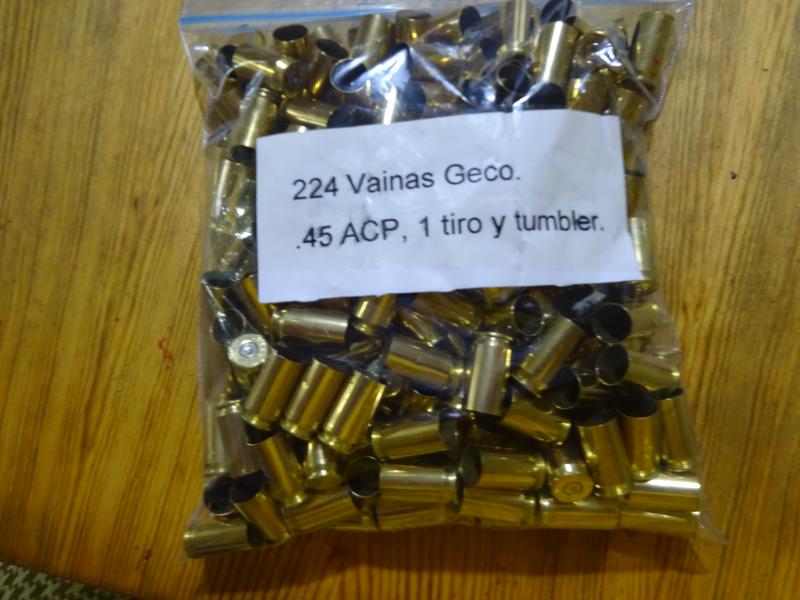 224 Vainas Geco.
.45 ACP, 1 tiro y tumbler.